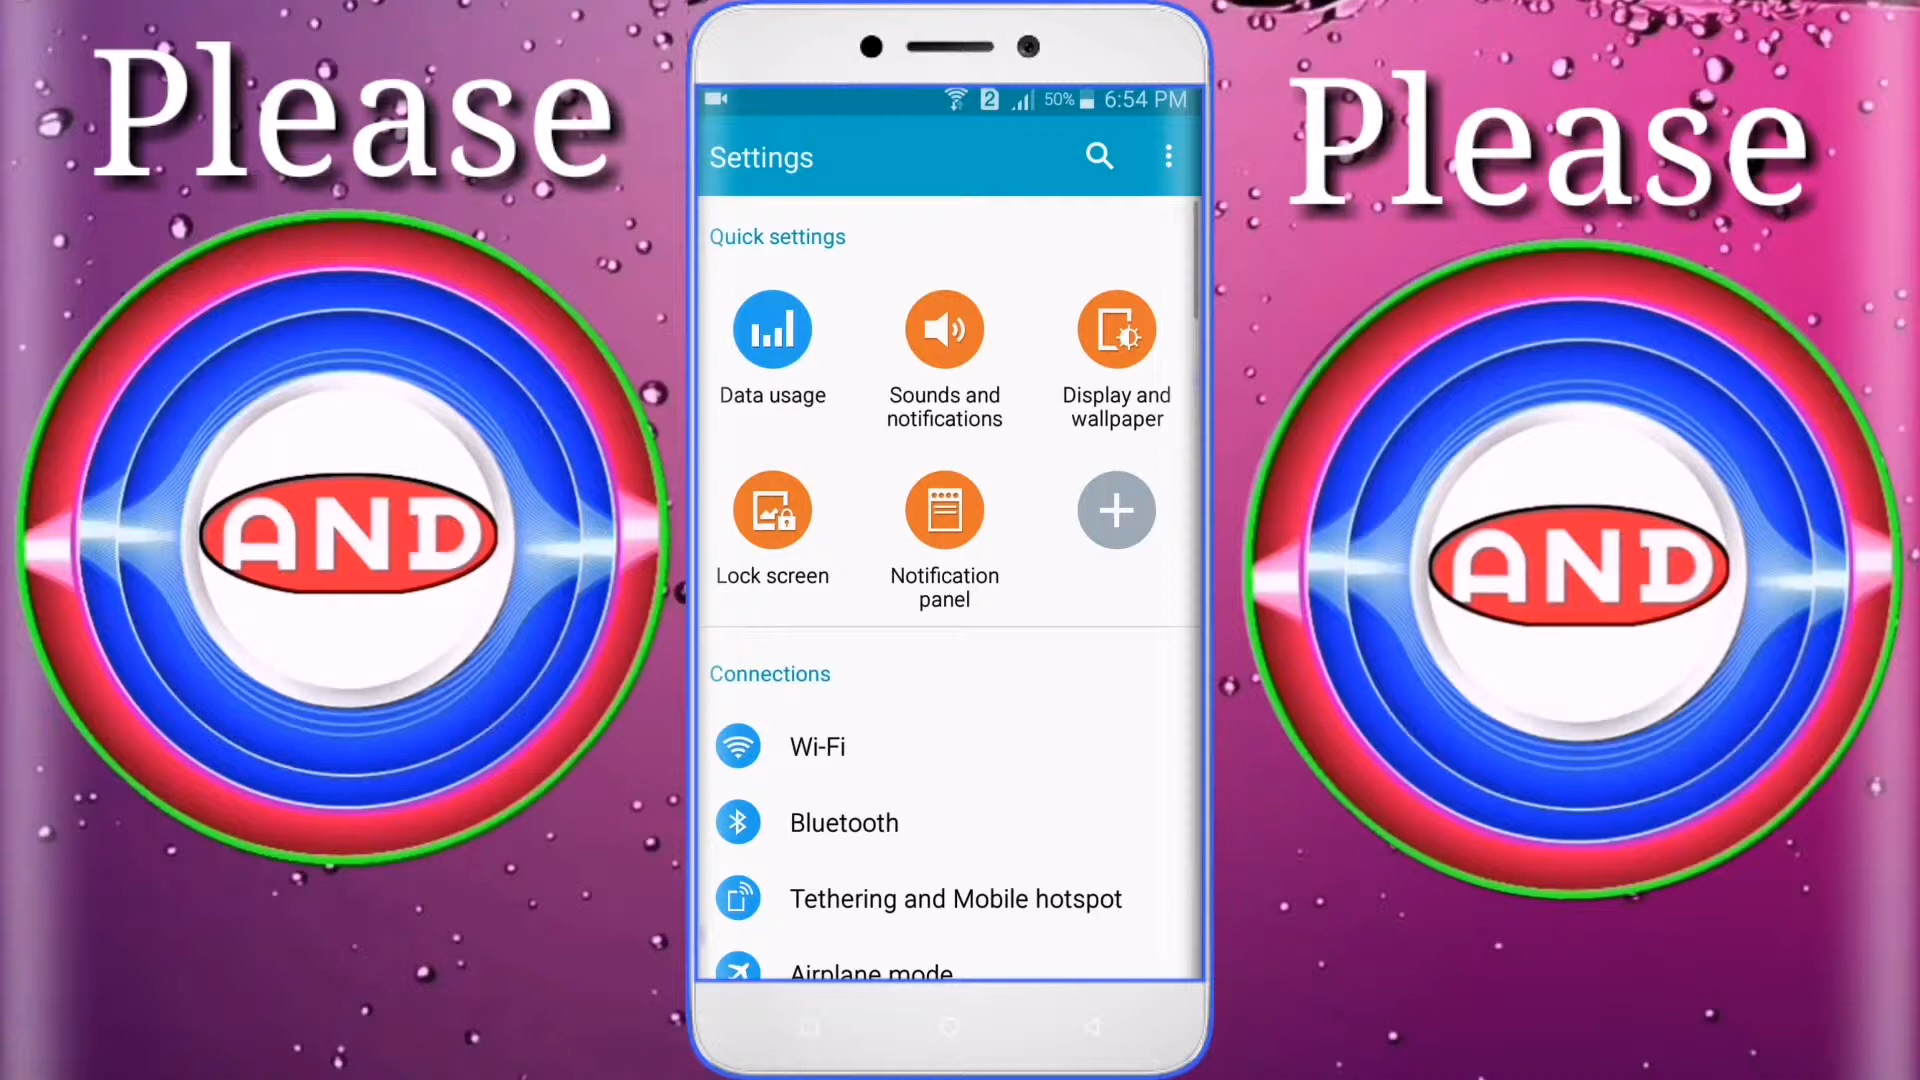 Please
AND
2 50% 6:54 PM
Settings
Quick settings
Data usage
Sounds and
notifications
Display and
wallpaper
Lock screen
Notification
panel
Connections
Wi-Fi
Bluetooth
Tethering and Mobile hotspot
Airplane mode
Please
AND